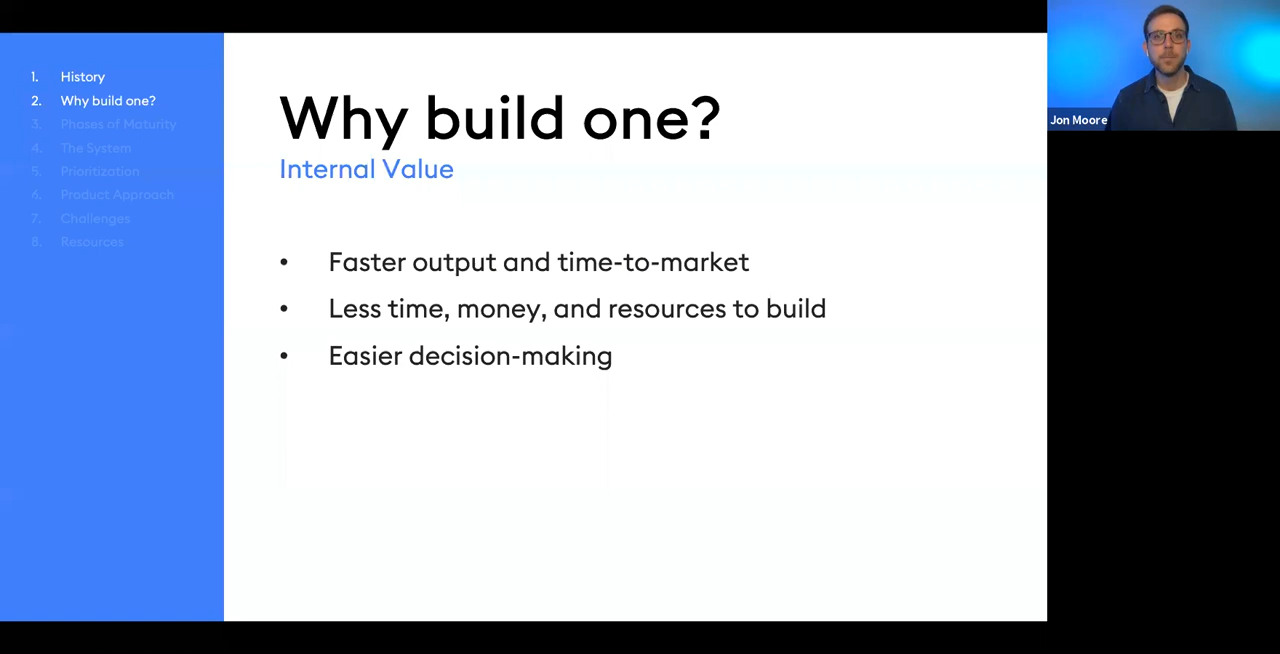 1. History
2. Why build one?
3. Phases of Maturity
4. The System
5. Prioritization
6. Product Approach
7. Challenges
8. Resources
Why build one?
Internal Value
• Faster output and time-to-market
• Less time, money, and resources to build
• Easier decision-making
Jon Moore